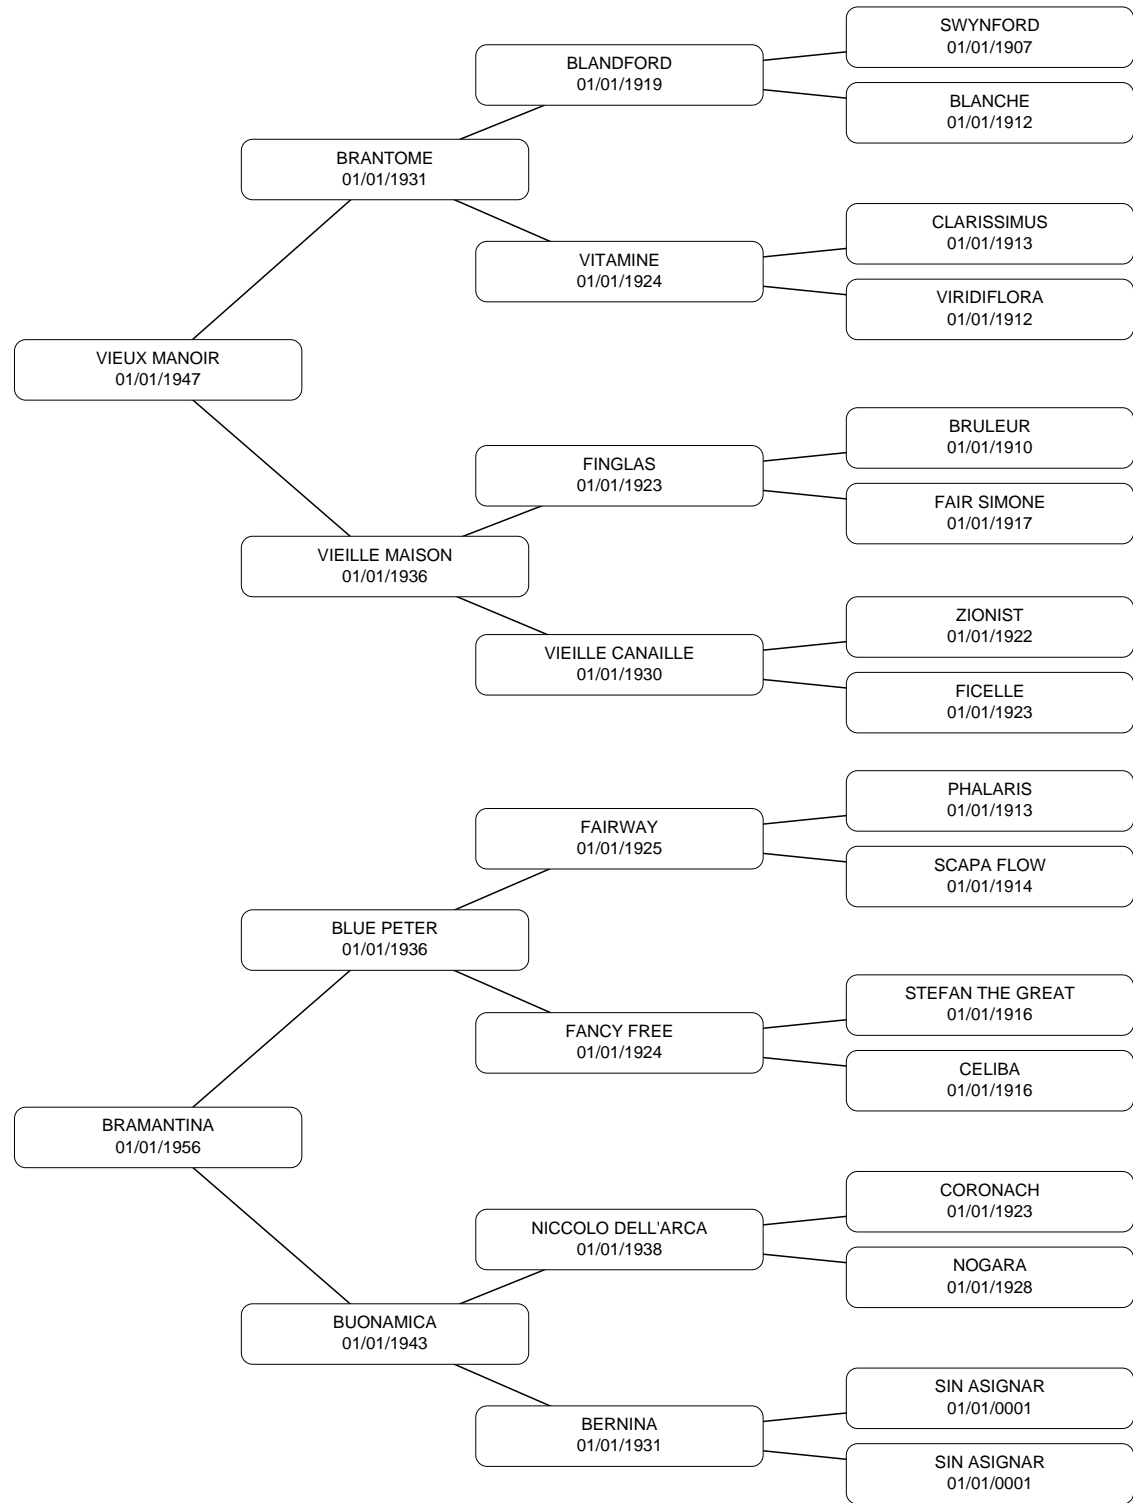 SWYNFORD
01/01/1907
BLANDFORD
01/01/1919
BLANCHE
01/01/1912
BRANTOME
01/01/1931
CLARISSIMUS
01/01/1913
VITAMINE
01/01/1924
VIRIDIFLORA
01/01/1912
VIEUX MANOIR
01/01/1947
BRULEUR
01/01/1910
FINGLAS
01/01/1923
FAIR SIMONE
01/01/1917
VIEILLE MAISON
01/01/1936
ZIONIST
01/01/1922
VIEILLE CANAILLE
01/01/1930
FICELLE
01/01/1923
PHALARIS
01/01/1913
FAIRWAY
01/01/1925
SCAPA FLOW
01/01/1914
BLUE PETER
01/01/1936
STEFAN THE GREAT
01/01/1916
FANCY FREE
01/01/1924
CELIBA
01/01/1916
BRAMANTINA
01/01/1956
CORONACH
01/01/1923
NICCOLO DELL'ARCA
01/01/1938
NOGARA
01/01/1928
BUONAMICA
01/01/1943
SIN ASIGNAR
01/01/0001
BERNINA
01/01/1931
SIN ASIGNAR
01/01/0001